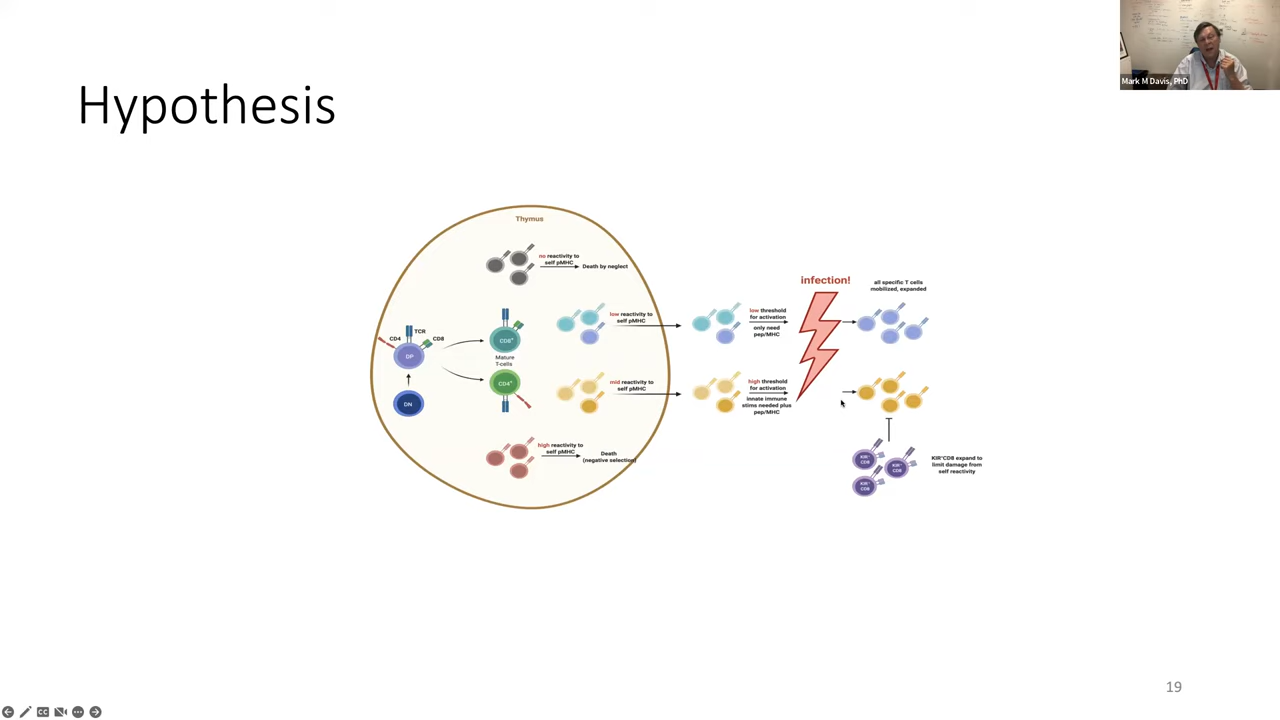 Mark M Davis, PhD
Hypothesis
Thymus
no reactivity to
self pMHC
Death by neglect
infection!
all specific T cells
mobilized, expanded
low reactivity to
self pMHC
low threshold
for activation
only need
pep/MHC
CD4
TCR
CD8
DP
CD8+
Mature
T-cells
CD4+
DN
mid reactivity to
self pMHC
high threshold
for activation
innate immune
stims needed plus
pep/MHC
high reactivity to
self pMHC
Death
(negative selection)
KIR+
CD8
KIR+
CD8
KIR+
CD8
KIR+CD8 expand to
limit damage from
self reactivity
19
CC